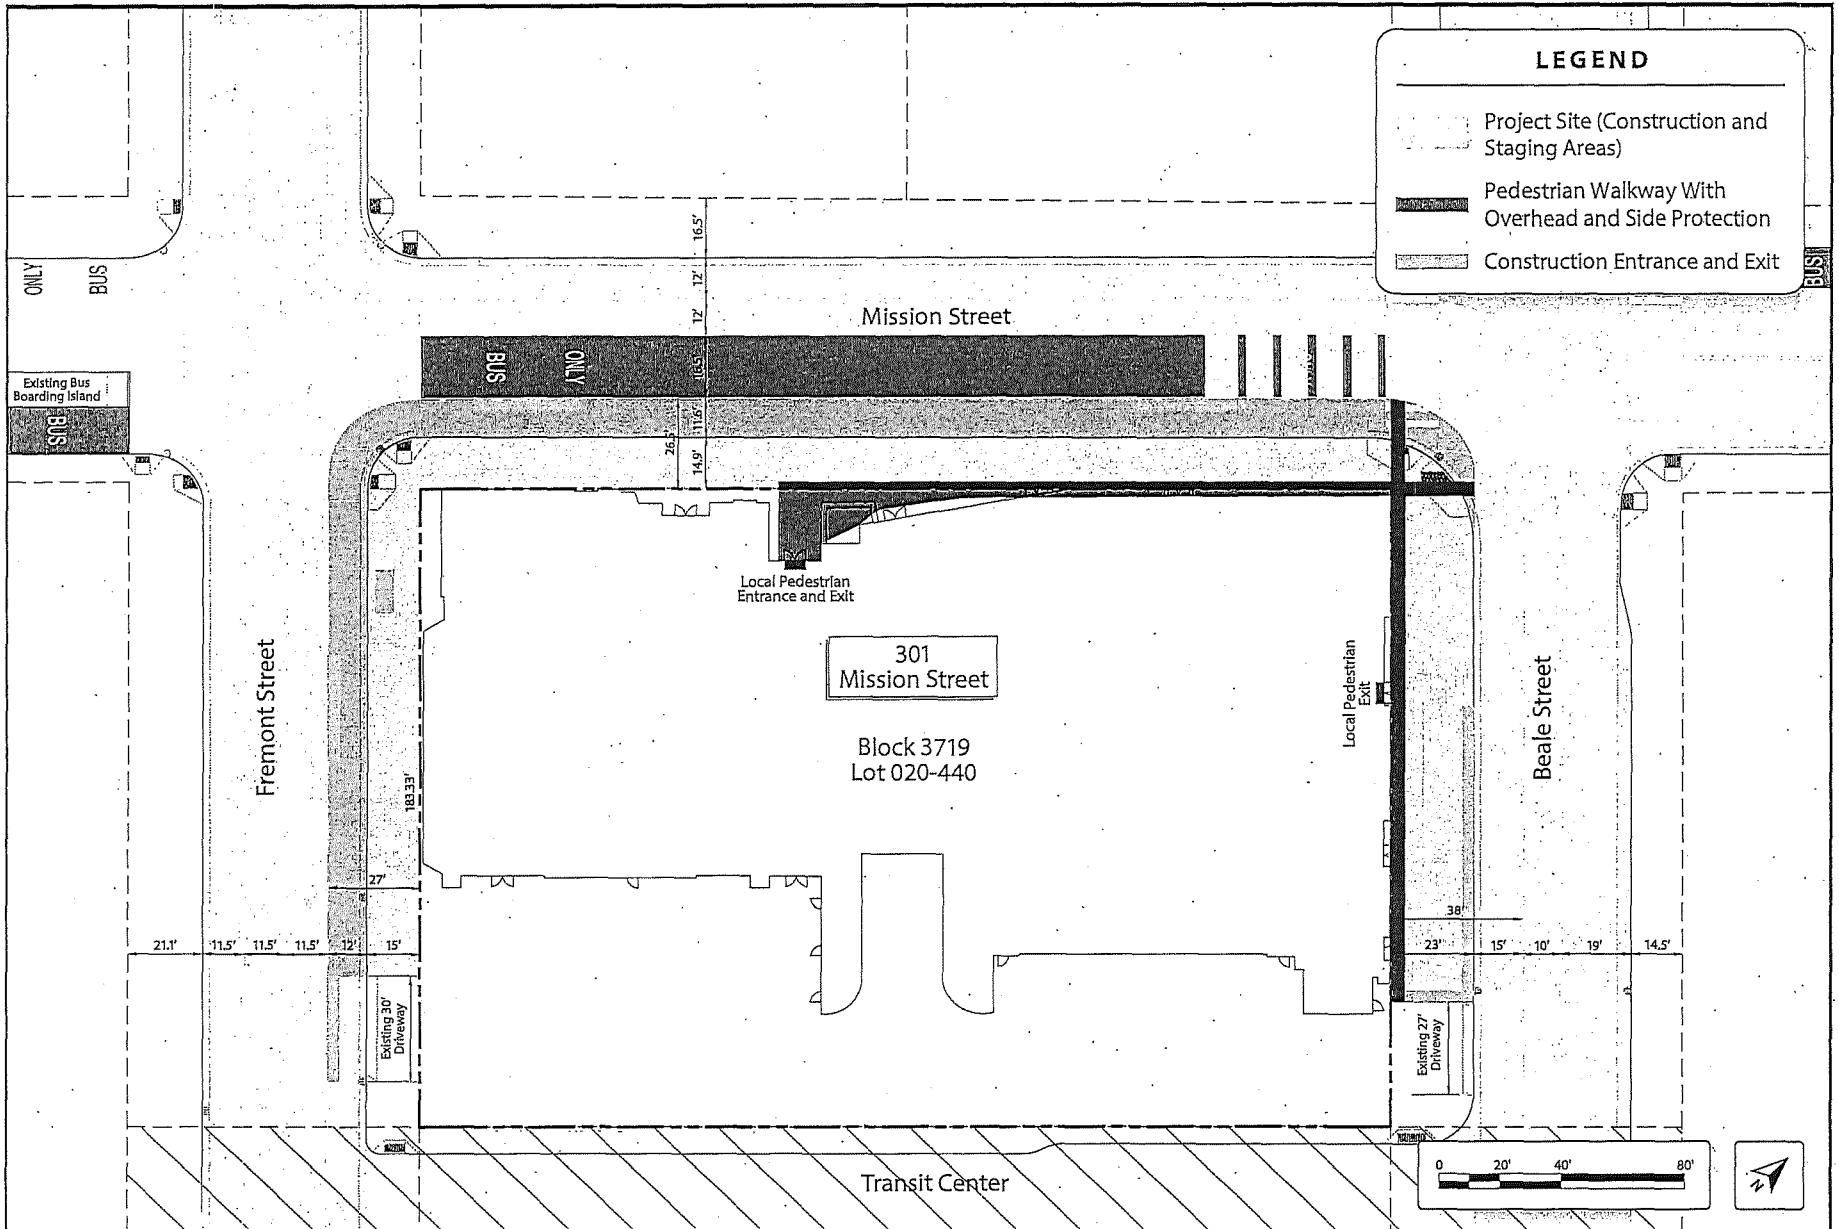 LEGEND
Project Site (Construction and
Staging Areas)
Pedestrian Walkway With
Overhead and Side Protection
Construction Entrance and Exit
ONLY
BUS
BUS
16.5'
12'
12'
Mission Street
BUS
ONLY
Existing Bus
Boarding Island
BUS
11.6'
26.5'
14.9'
Local Pedestrian
Entrance and Exit
301
Mission Street
Block 3719
Lot 020-440
Local Pedestrian
Exit
Fremont Street
Beale Street
183.33'
27'
38'
21.1'
11.5'
11.5'
11.5'
12'
15'
23'
15'
10'
19'
14.5'
Existing 30'
Driveway
Existing 27'
Driveway
Transit Center
0
20'
40'
80'
N